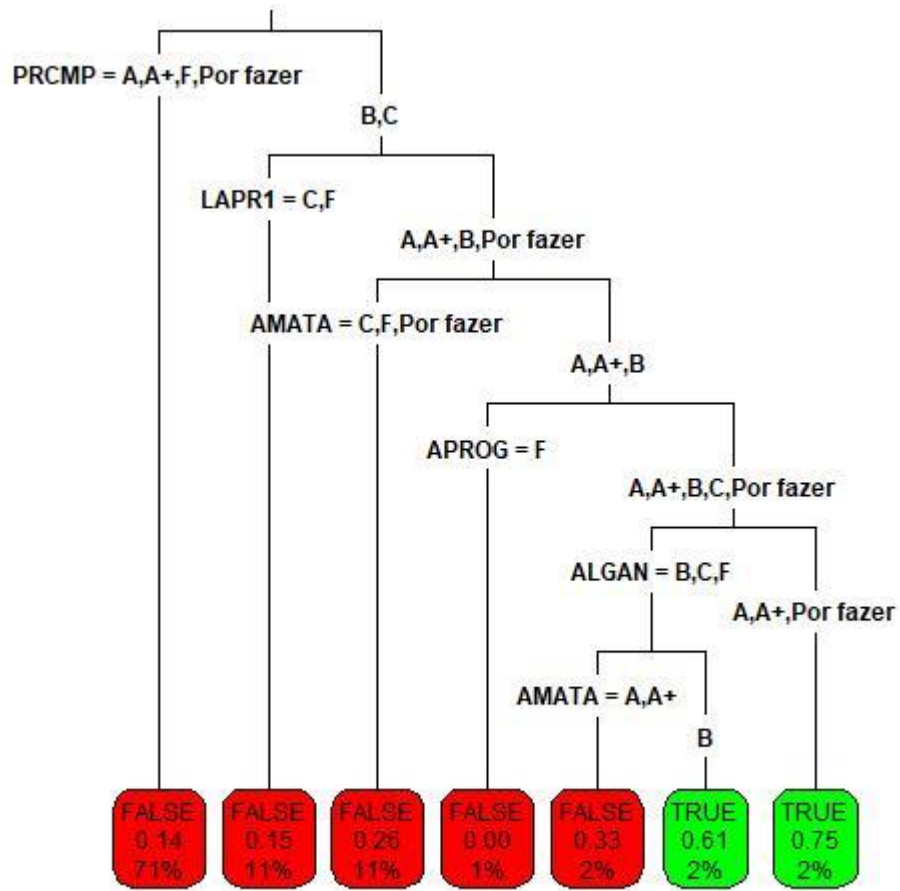 PRCMP = A,A+,F,Por fazer
B,C
LAPR1 = C,F
A,A+,B,Por fazer
AMATA = C,F,Por fazer
A,A+,B
APROG = F
A,A+,B,C,Por fazer
ALGAN = B,C,F
A,A+,Por fazer
AMATA = A,A+
B
FALSE
0.14
71%
FALSE
0.15
11%
FALSE
0.26
11%
FALSE
0.00
1%
FALSE
0.33
2%
TRUE
0.61
2%
TRUE
0.75
2%